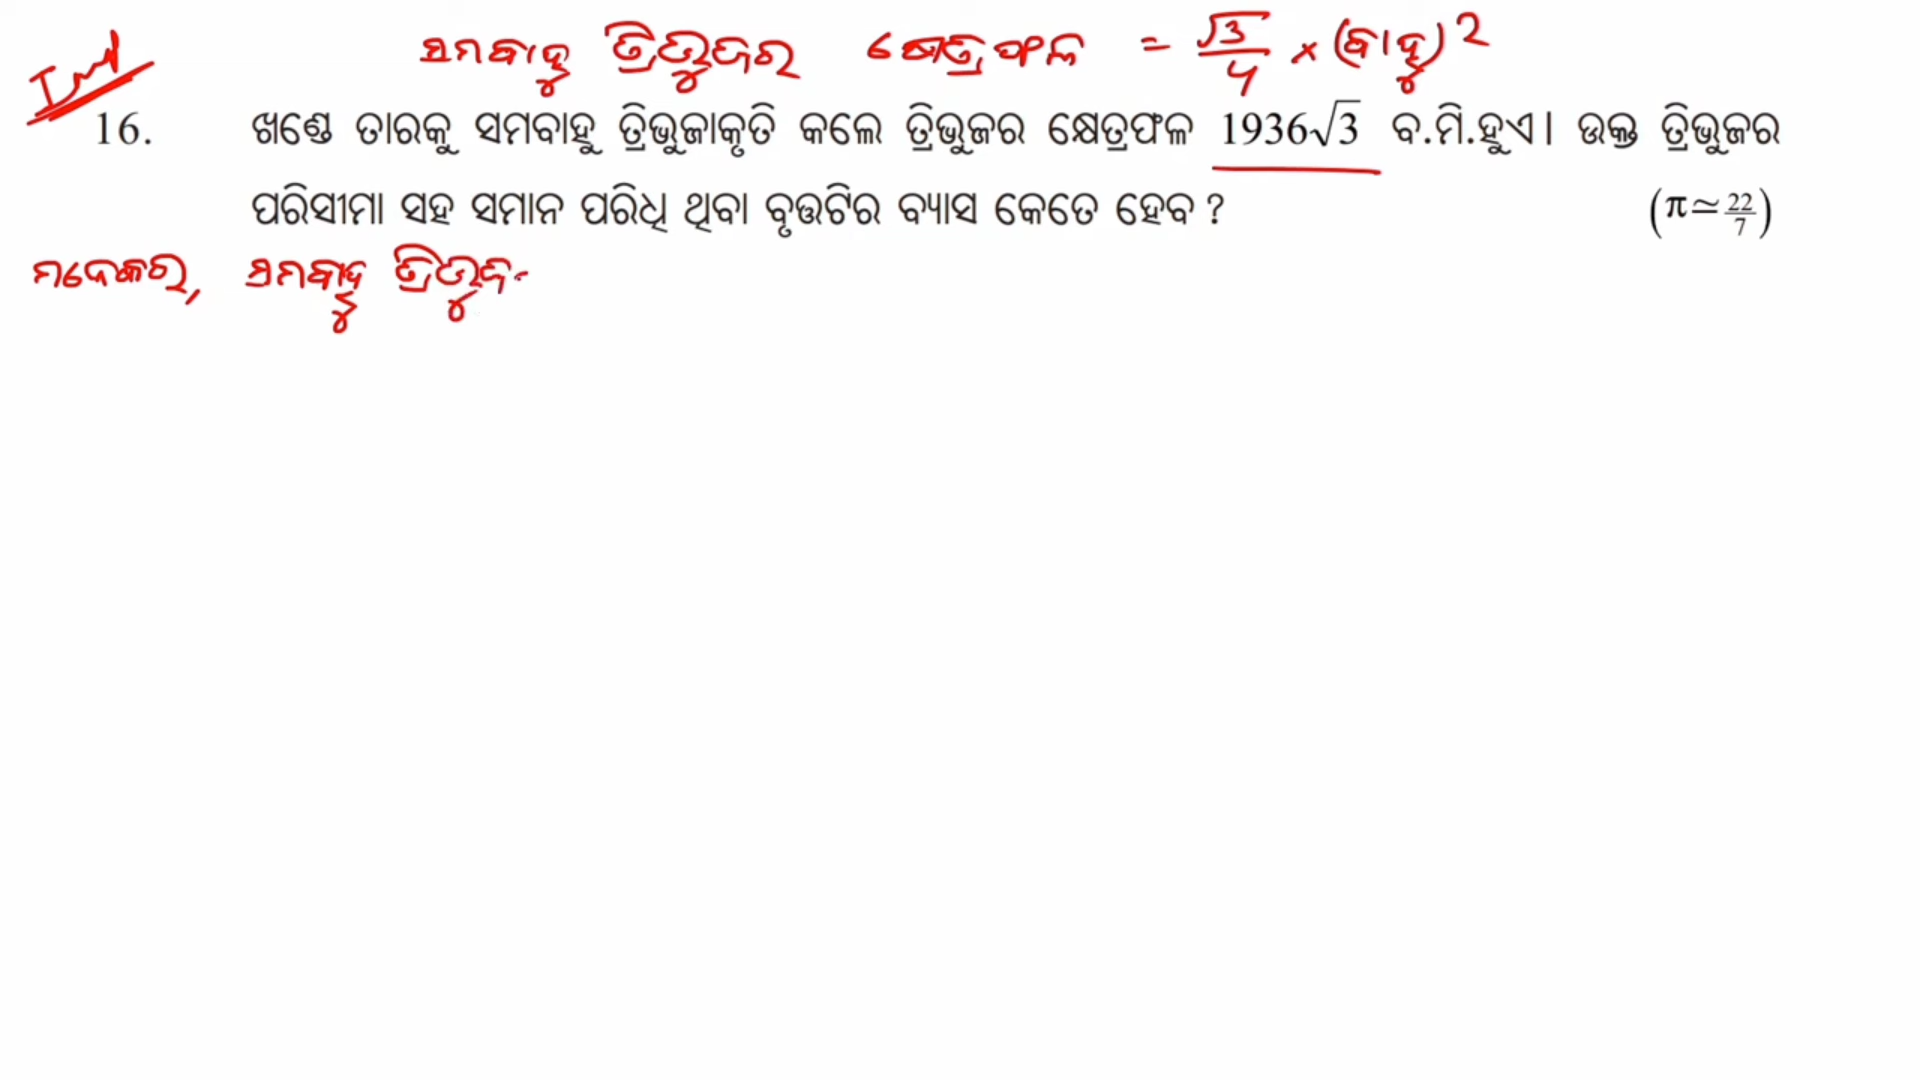 ସମବାହୁ ତ୍ରିଭୁଜର କ୍ଷେତ୍ରଫଳ = √3/4 × (ବାହୁ)²
Imp
16. ଖଣ୍ଡେ ତାରକୁ ସମବାହୁ ତ୍ରିଭୁଜାକୃତି କଲେ ତ୍ରିଭୁଜର କ୍ଷେତ୍ରଫଳ 1936√3 ବ.ମି.ହୁଏ। ଉକ୍ତ ତ୍ରିଭୁଜର
ପରିସୀମା ସହ ସମାନ ପରିଧି ଥିବା ବୃତ୍ତଟିର ବ୍ୟାସ କେତେ ହେବ ? (π≃22/7)
ମନେକର, ସମବାହୁ ତ୍ରିଭୁଜ